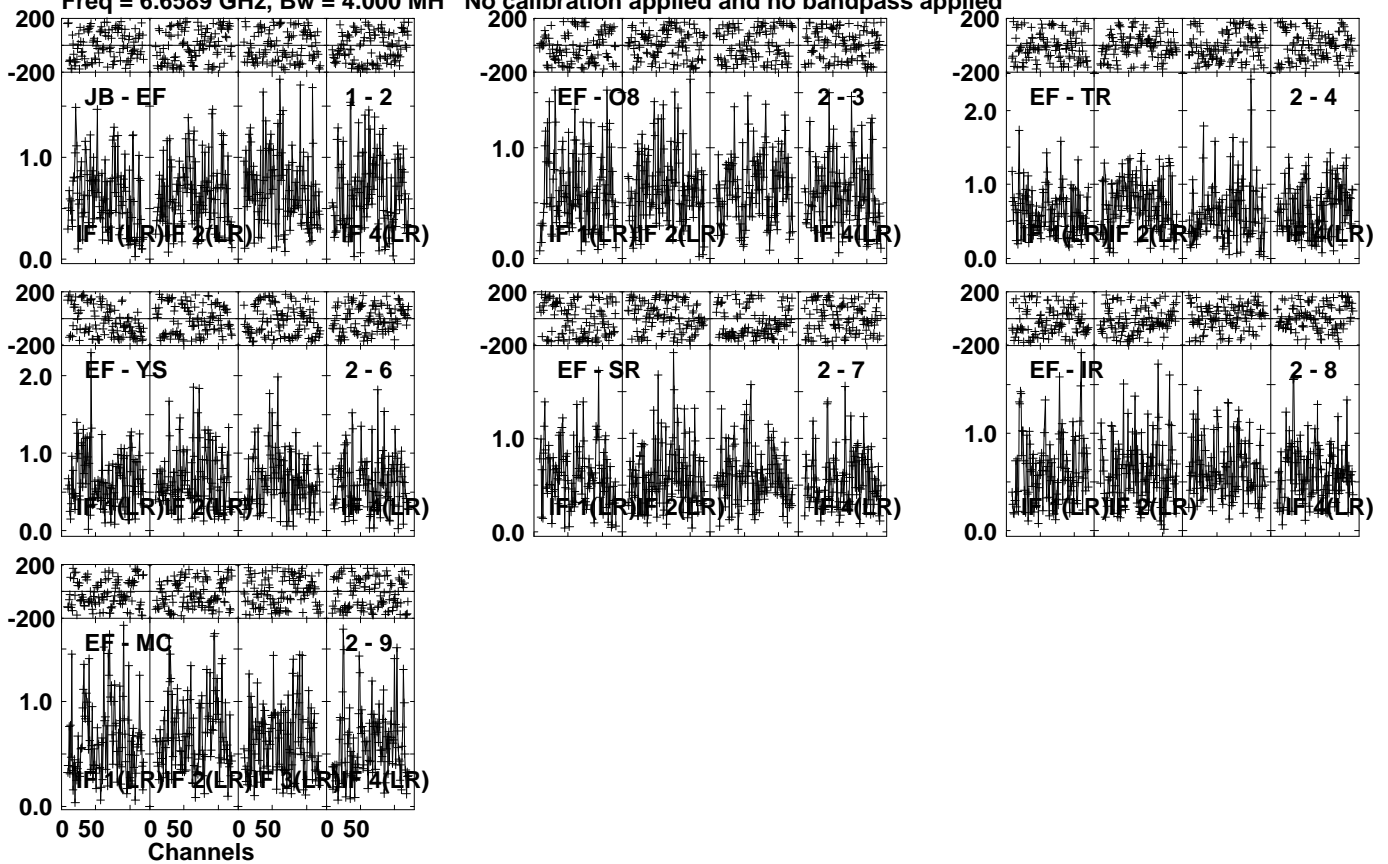 Freq = 6.6589 GHz, Bw = 4.000 MH No calibration applied and no bandpass applied
200
-200
JB - EF 1 - 2
1.0
0.0
IF 1(LR) IF 2(LR) IF 4(LR)
200
-200
EF - O8 2 - 3
1.0
0.0
IF 1(LR) IF 2(LR) IF 4(LR)
200
-200
EF - TR 2 - 4
2.0
1.0
0.0
IF 1(LR) IF 2(LR) IF 4(LR)
200
-200
EF - YS 2 - 6
2.0
1.0
0.0
IF 1(LR) IF 2(LR) IF 4(LR)
200
-200
EF - SR 2 - 7
1.0
0.0
IF 1(LR) IF 2(LR) IF 4(LR)
200
-200
EF - IR 2 - 8
1.0
0.0
IF 1(LR) IF 2(LR) IF 4(LR)
200
-200
EF - MC 2 - 9
1.0
0.0
IF 1(LR) IF 2(LR) IF 3(LR) IF 4(LR)
0 50 0 50 0 50 0 50
Channels